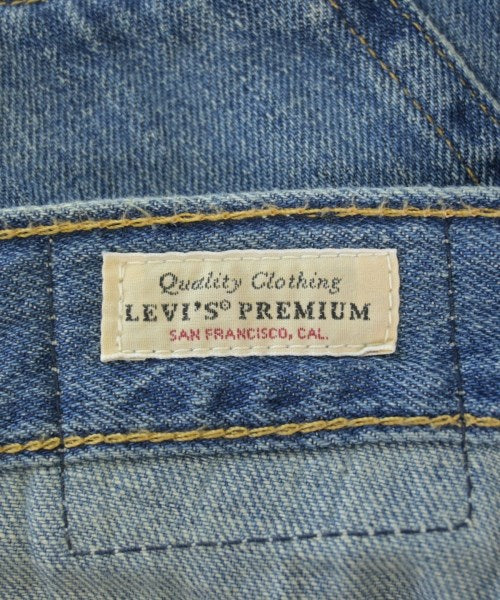 Quality Clothing
LEVI'S® PREMIUM
SAN FRANCISCO, CAL.